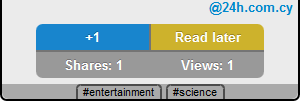 @24h.com.cy
+1 Read later
Shares: 1 Views: 1
#entertainment #science